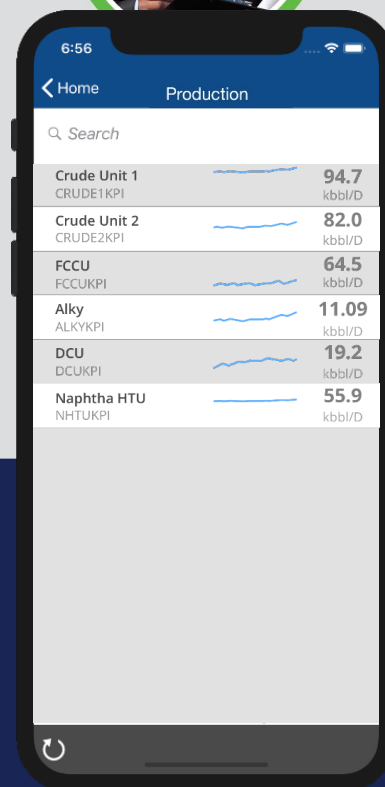 6:56
Home
Production
Search
Crude Unit 1
94.7
CRUDE1KPI
kbbl/D
Crude Unit 2
82.0
CRUDE2KPI
kbbl/D
FCCU
64.5
FCCUKPI
kbbl/D
Alky
11.09
ALKYKPI
kbbl/D
DCU
19.2
DCUKPI
kbbl/D
Naphtha HTU
55.9
NHTUKPI
kbbl/D